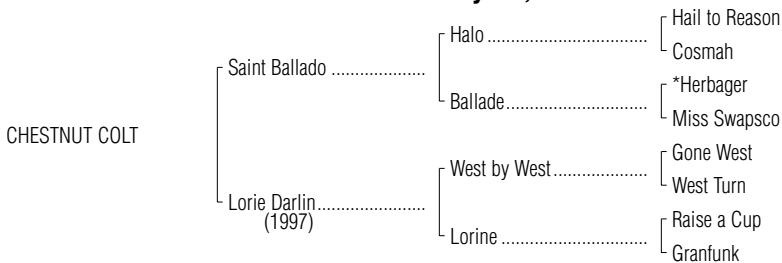 Hail to Reason
Halo ....................................
Cosmah
Saint Ballado .....................
*Herbager
Ballade................................
Miss Swapsco
CHESTNUT COLT
Gone West
West by West.....................
West Turn
Lorie Darlin........................
(1997)
Raise a Cup
Lorine .................................
Granfunk